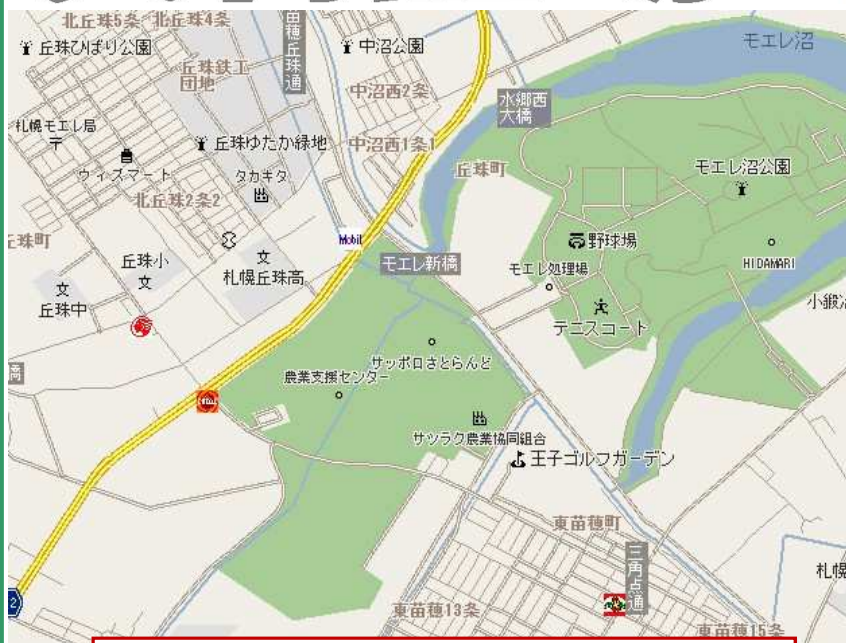 北丘珠5条
北丘珠4条
丘珠ひばり公園
苗穂丘珠通
中沼公園
モエレ沼
丘珠鉄工
団地
中沼西2条
水郷西
大橋
札幌モエレ局
丘珠ゆたか緑地
中沼西1条1
丘珠町
ウィズマート
タカキタ
モエレ沼公園
北丘珠2条2
丘珠町
Mobil
野球場
丘珠小
文
文
札幌丘珠高
モエレ新橋
モエレ処理場
HIDAMARI
文
丘珠中
テニスコート
小鍛冶
橋
サッポロさとらんど
農業支援センター
サツラク農業協同組合
王子ゴルフガーデン
東苗穂町
三角点通
札幌
2
東苗穂13条
東苗穂15条